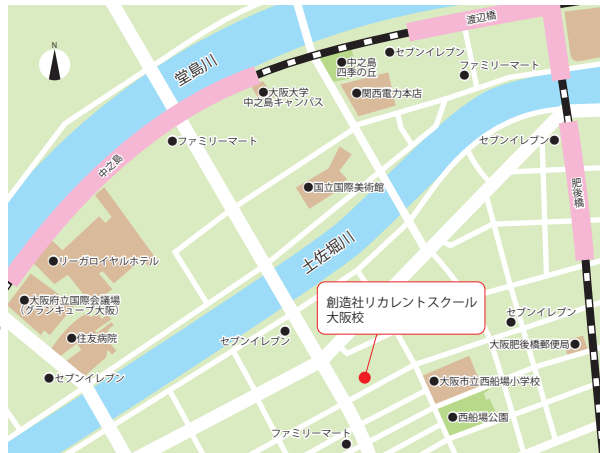 渡辺橋
N
セブンイレブン
中之島
四季の丘
ファミリーマート
堂島川
大阪大学
中之島キャンパス
関西電力本店
ファミリーマート
セブンイレブン
中之島
国立国際美術館
肥後橋
土佐堀川
リーガロイヤルホテル
大阪府立国際会議場
(グランキューブ大阪)
創造社リカレントスクール
大阪校
セブンイレブン
住友病院
セブンイレブン
大阪肥後橋郵便局
セブンイレブン
大阪市立西船場小学校
西船場公園
ファミリーマート